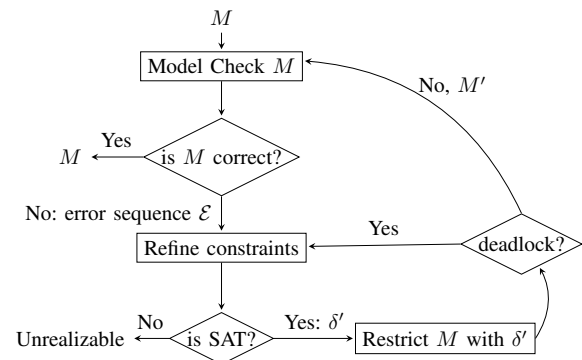 M
Model Check M
No, M′
Yes
M
is M correct?
No: error sequence ℰ
Yes
deadlock?
Refine constraints
No
Yes: δ′
Unrealizable
is SAT?
Restrict M with δ′